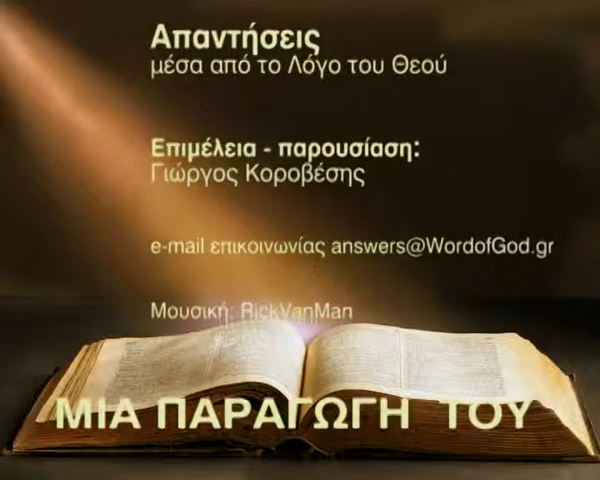 Απαντήσεις
μέσα από το Λόγο του Θεού
Επιμέλεια - παρουσίαση:
Γιώργος Κοροβέσης
e-mail επικοινωνίας answers@WordofGod.gr
Μουσική: RickVanMan
ΜΙΑ ΠΑΡΑΓΩΓΗ ΤΟΥ